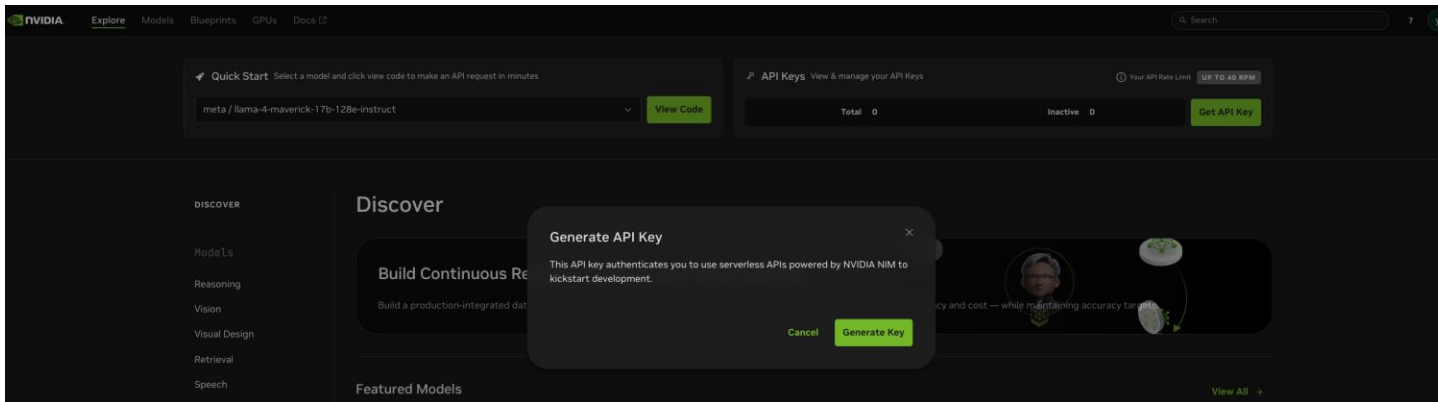 NVIDIA Explore Models Blueprints GPUs Docs Search ?
Quick Start Select a model and click view code to make an API request in minutes
meta / llama-4-maverick-17b-128e-instruct View Code
API Keys View & manage your API Keys Your API Rate Limit UP TO 40 RPM
Total 0 Inactive 0 Get API Key
DISCOVER
Models
Reasoning
Vision
Visual Design
Retrieval
Speech
Discover
Build Continuous Re
Build a production-integrated dat
cy and cost — while maintaining accuracy targets.
Generate API Key
This API key authenticates you to use serverless APIs powered by NVIDIA NIM to
kickstart development.
Cancel Generate Key
Featured Models View All →